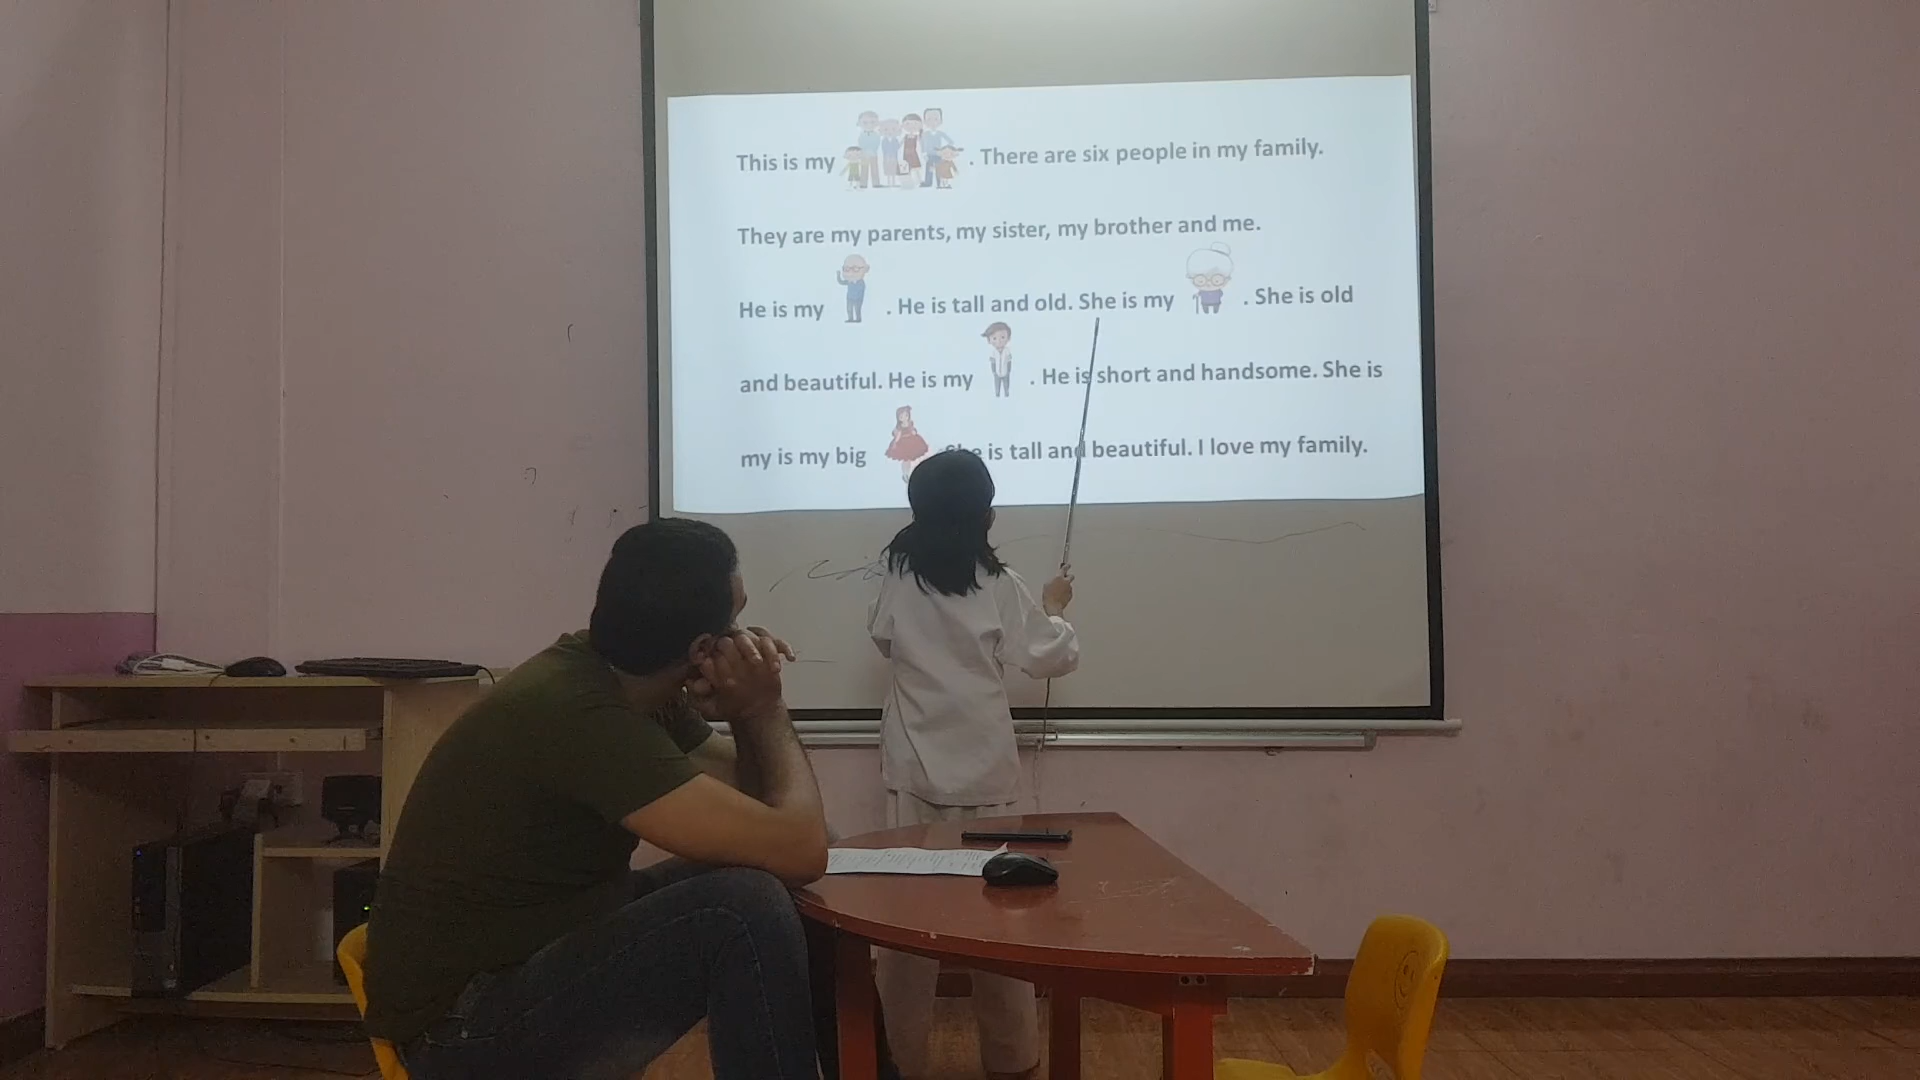 This is my . There are six people in my family.
They are my parents, my sister, my brother and me.
He is my . He is tall and old. She is my . She is old
and beautiful. He is my . He is short and handsome. She is
my is my big She is tall and beautiful. I love my family.